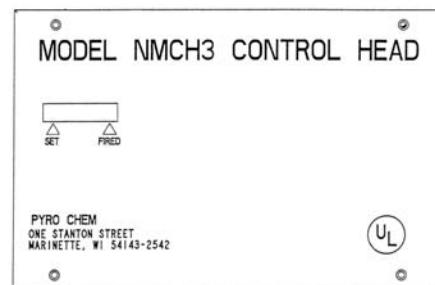 MODEL NMCH3 CONTROL HEAD
SET FIRED
PYRO CHEM
ONE STANTON STREET
MARINETTE, WI 54143-2542
UL